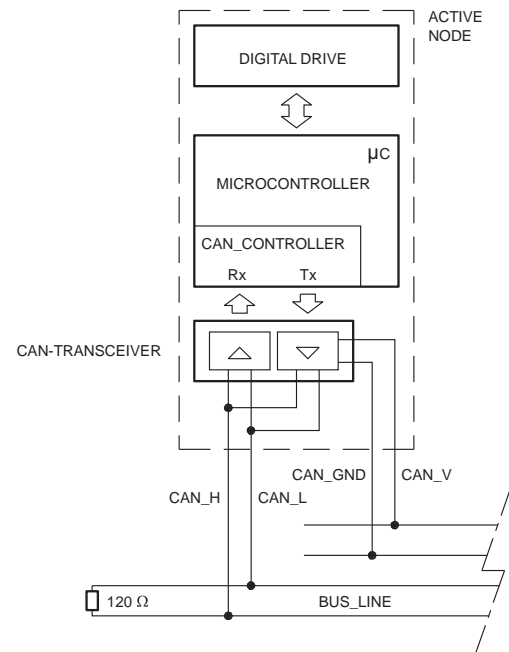 ACTIVE
NODE
DIGITAL DRIVE
μC
MICROCONTROLLER
CAN_CONTROLLER
Rx Tx
CAN-TRANSCEIVER
CAN_GND CAN_V
CAN_H CAN_L
120 Ω BUS_LINE